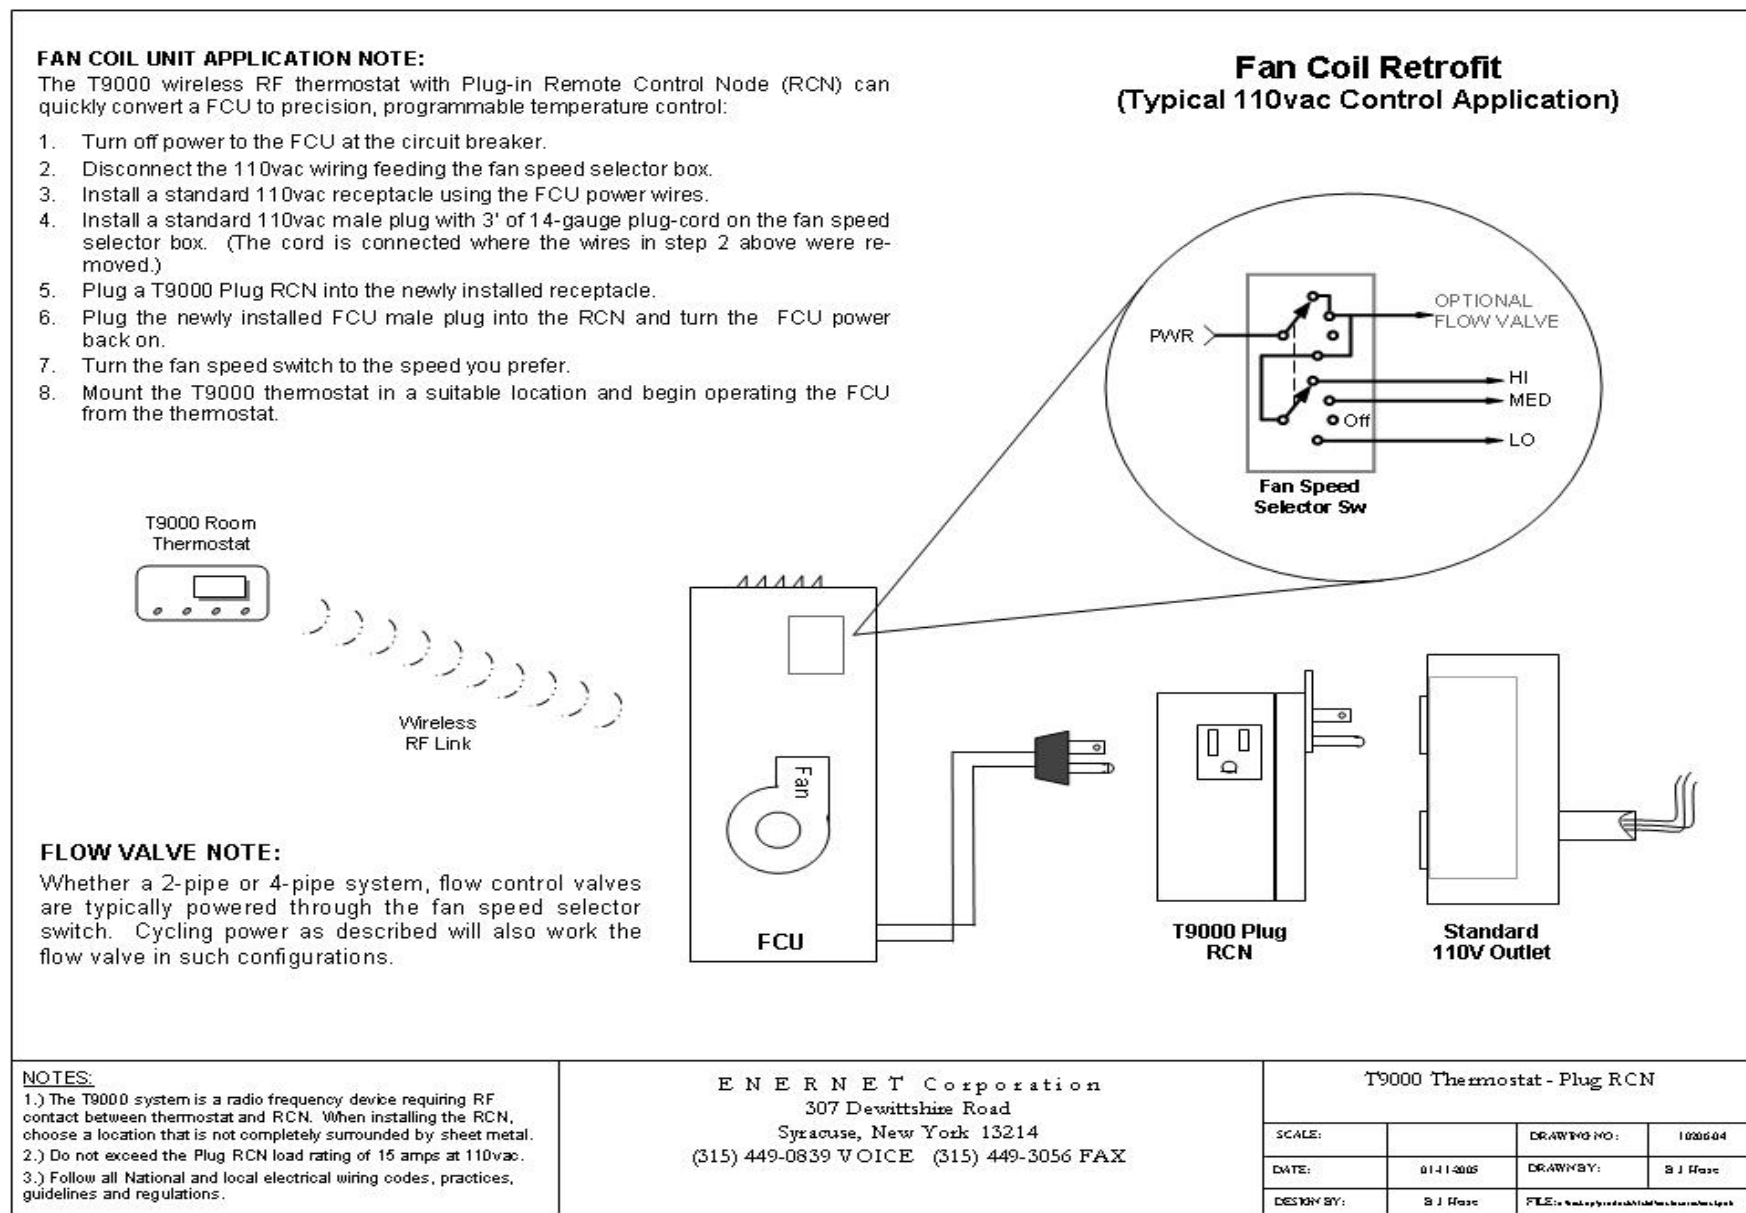 FAN COIL UNIT APPLICATION NOTE:
The T9000 wireless RF thermostat with Plug-in Remote Control Node (RCN) can
quickly convert a FCU to precision, programmable temperature control:
1. Turn off power to the FCU at the circuit breaker.
2. Disconnect the 110vac wiring feeding the fan speed selector box.
3. Install a standard 110vac receptacle using the FCU power wires.
4. Install a standard 110vac male plug with 3' of 14-gauge plug-cord on the fan speed
selector box. (The cord is connected where the wires in step 2 above were re-
moved.)
5. Plug a T9000 Plug RCN into the newly installed receptacle.
6. Plug the newly installed FCU male plug into the RCN and turn the FCU power
back on.
7. Turn the fan speed switch to the speed you prefer.
8. Mount the T9000 thermostat in a suitable location and begin operating the FCU
from the thermostat.
Fan Coil Retrofit
(Typical 110vac Control Application)
OPTIONAL
FLOW VALVE
PWR
HI
MED
Off
LO
Fan Speed
Selector Sw
T9000 Room
Thermostat
Wireless
RF Link
Fan
FCU
T9000 Plug
RCN
Standard
110V Outlet
FLOW VALVE NOTE:
Whether a 2-pipe or 4-pipe system, flow control valves
are typically powered through the fan speed selector
switch. Cycling power as described will also work the
flow valve in such configurations.
NOTES:
1.) The T9000 system is a radio frequency device requiring RF
contact between thermostat and RCN. When installing the RCN,
choose a location that is not completely surrounded by sheet metal.
2.) Do not exceed the Plug RCN load rating of 15 amps at 110vac.
3.) Follow all National and local electrical wiring codes, practices,
guidelines and regulations.
ENERNET Corporation
307 Dewittshire Road
Syracuse, New York 13214
(315) 449-0839 VOICE (315) 449-3056 FAX
T9000 Thermostat - Plug RCN
SCALE:
DRAWING NO:
DATE:
01-11-2005
DRAWN BY:
DESIGN BY:
FILE: